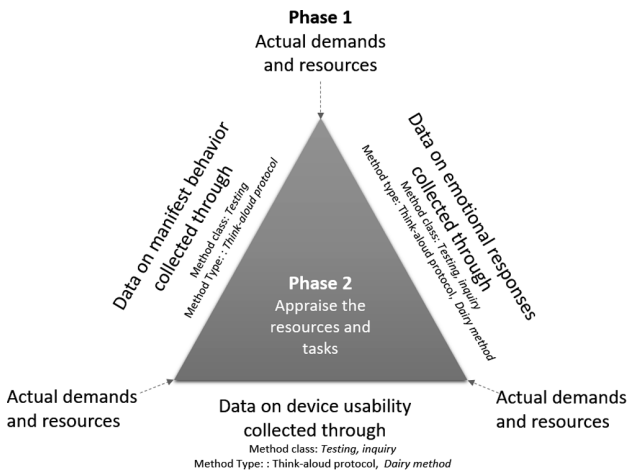 Phase 1
Actual demands
and resources
Data on manifest behavior
collected through
Method class: Testing
Method Type: : Think-aloud protocol
Data on emotional responses
collected through
Method class: Testing, inquiry
Method type: Think-aloud protocol, Dairy method
Phase 2
Appraise the
resources and
tasks
Actual demands
and resources
Actual demands
and resources
Data on device usability
collected through
Method class: Testing, inquiry
Method Type: : Think-aloud protocol, Dairy method